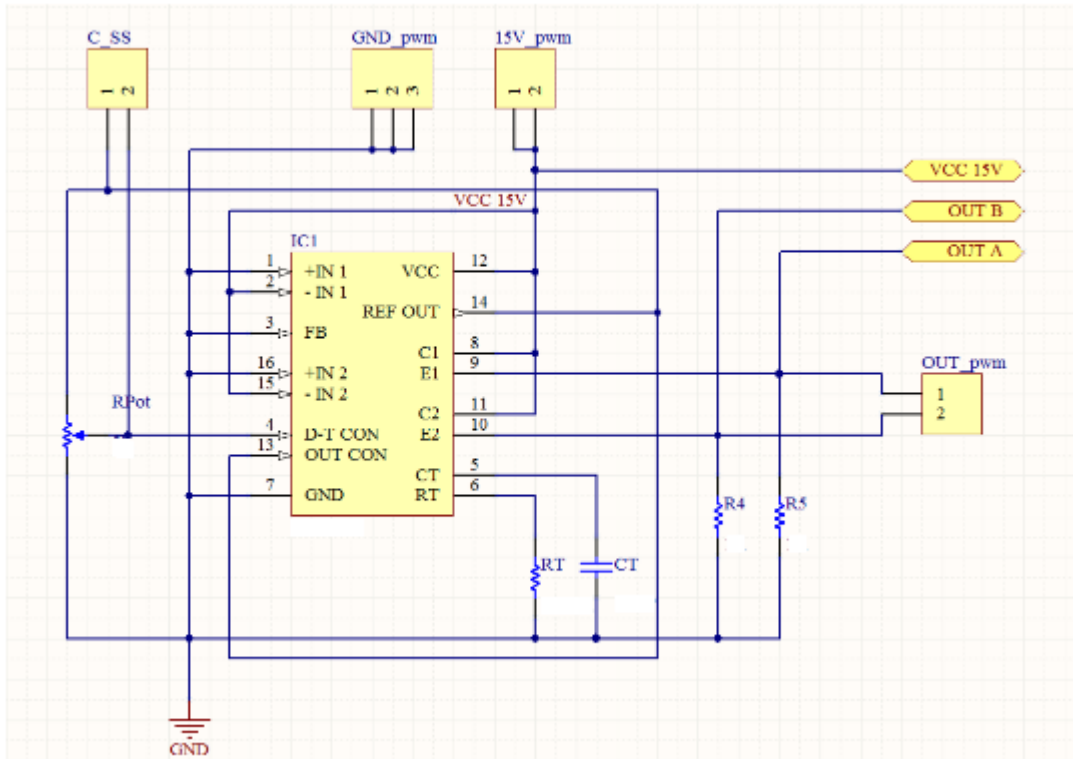 C_SS
GND_pwm
15V_pwm
1
2
1
2
3
1
2
VCC 15V
VCC 15V
OUT B
OUT A
IC1
1
+IN 1
VCC
12
2
- IN 1
REF OUT
14
3
FB
C1
8
16
+IN 2
E1
9
15
- IN 2
C2
11
OUT_pwm
1
2
RPot
4
D-T CON
E2
10
13
OUT CON
CT
5
7
GND
RT
6
R4
R5
RT
CT
GND